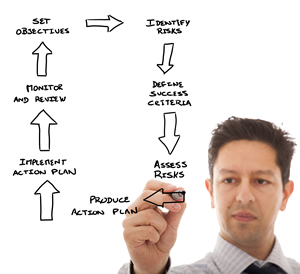 SET
OBJECTIVES
IDENTIFY
RISKS
DEFINE
SUCCESS
CRITERIA
ASSESS
RISKS
PRODUCE
ACTION PLAN
IMPLEMENT
ACTION PLAN
MONITOR
AND REVIEW